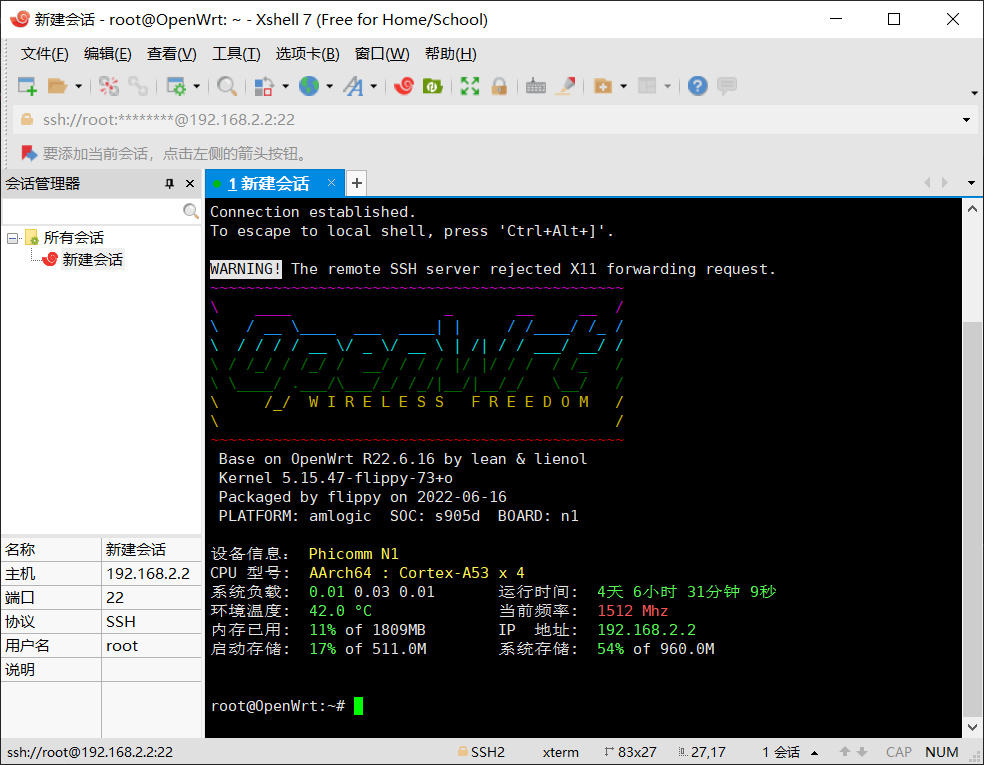 新建会话 - root@OpenWrt: ~ - Xshell 7 (Free for Home/School)
文件(F) 编辑(E) 查看(V) 工具(T) 选项卡(B) 窗口(W) 帮助(H)
ssh://root:********@192.168.2.2:22
要添加当前会话，点击左侧的箭头按钮。
会话管理器
所有会话
新建会话
名称 新建会话
主机 192.168.2.2
端口 22
协议 SSH
用户名 root
说明
1 新建会话
Connection established.
To escape to local shell, press 'Ctrl+Alt+]'.
WARNING! The remote SSH server rejected X11 forwarding request.
OpenWrt
W I R E L E S S   F R E E D O M
Base on OpenWrt R22.6.16 by lean & lienol
Kernel 5.15.47-flippy-73+o
Packaged by flippy on 2022-06-16
PLATFORM: amlogic  SOC: s905d  BOARD: n1
设备信息： Phicomm N1
CPU 型号： AArch64 : Cortex-A53 x 4
系统负载： 0.01 0.03 0.01 运行时间： 4天 6小时 31分钟 9秒
环境温度： 42.0 °C 当前频率： 1512 Mhz
内存已用： 11% of 1809MB IP 地址： 192.168.2.2
启动存储： 17% of 511.0M 系统存储： 54% of 960.0M
root@OpenWrt:~#
ssh://root@192.168.2.2:22 SSH2 xterm 83x27 27,17 1 会话 CAP NUM